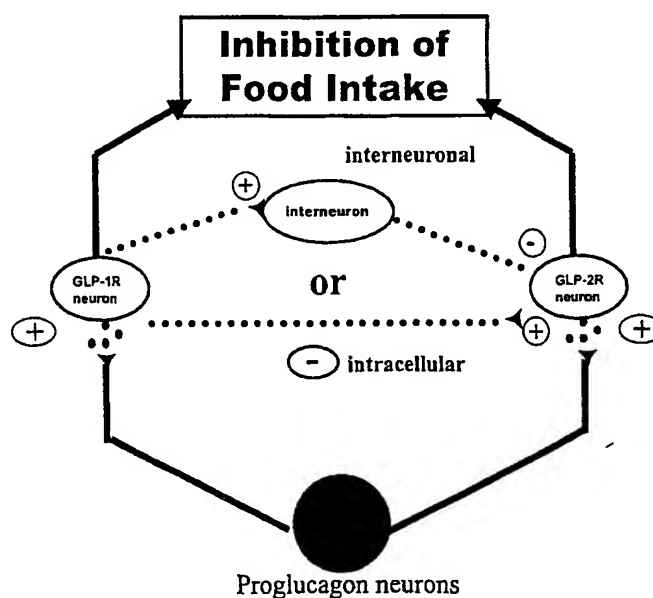 Inhibition of
Food Intake
interneuronal
+
interneuron
-
GLP-1R
neuron
or
GLP-2R
neuron
+
+
+
- intracellular
Proglucagon neurons